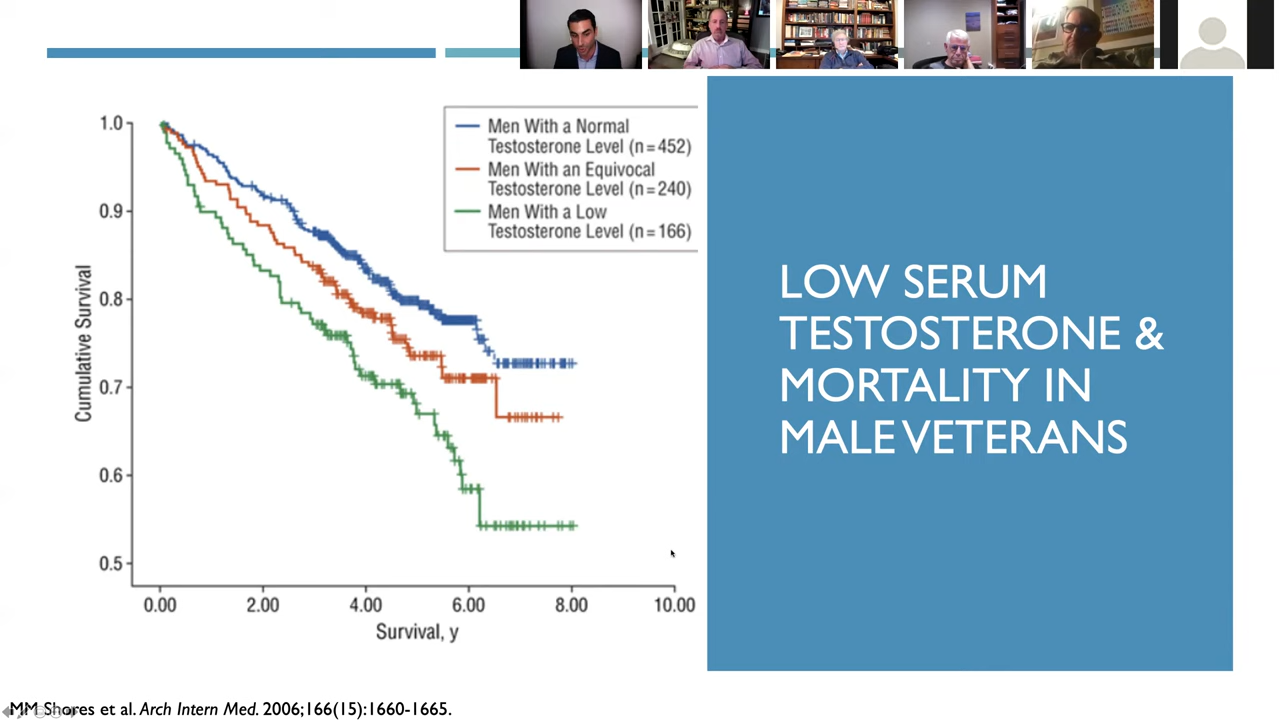 Men With a Normal
Testosterone Level (n=452)
Men With an Equivocal
Testosterone Level (n=240)
Men With a Low
Testosterone Level (n=166)
1.0
0.9
0.8
0.7
0.6
0.5
Cumulative Survival
0.00 2.00 4.00 6.00 8.00 10.00
Survival, y
LOW SERUM
TESTOSTERONE &
MORTALITY IN
MALE VETERANS
MM Shores et al. Arch Intern Med. 2006;166(15):1660-1665.